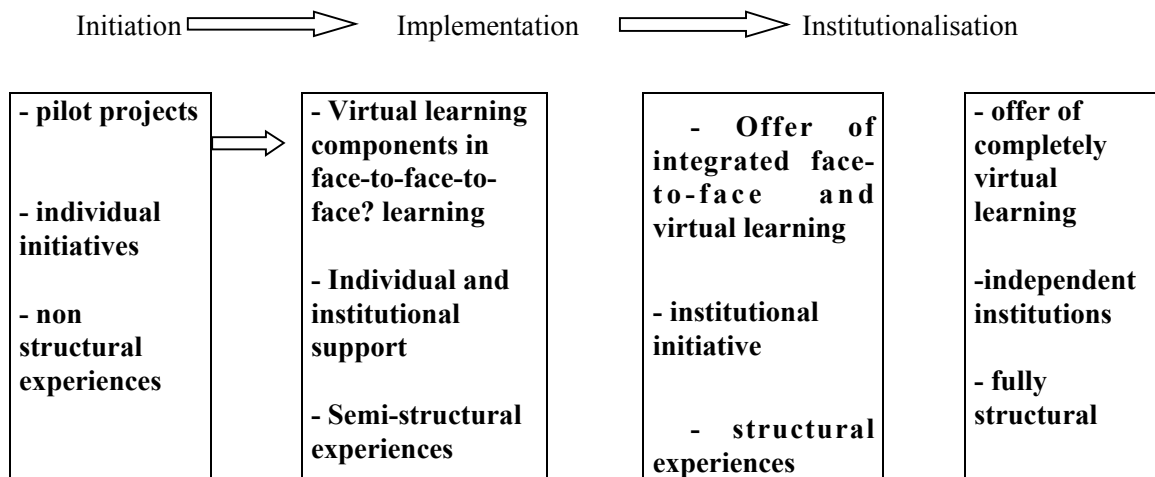 Initiation Implementation Institutionalisation
- pilot projects
- individual
initiatives
- non
structural
experiences
- Virtual learning
components in
face-to-face-to-
face? learning
- Individual and
institutional
support
- Semi-structural
experiences
- Offer of
integrated face-
to-face and
virtual learning
- institutional
initiative
- structural
experiences
- offer of
completely
virtual
learning
-independent
institutions
- fully
structural